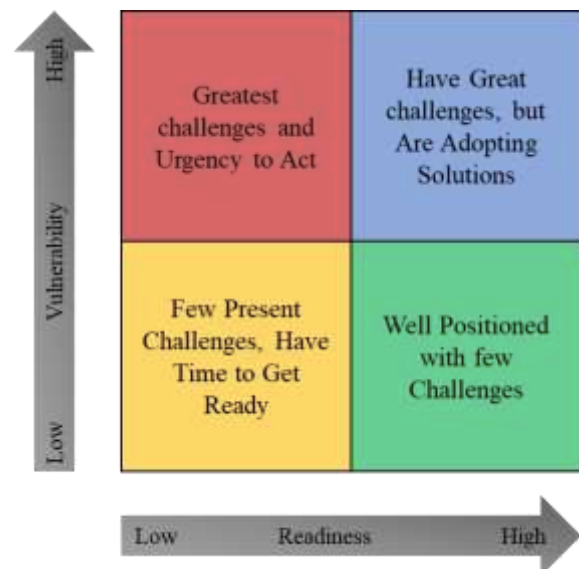 High
Vulnerability
Low
Greatest
challenges and
Urgency to Act
Have Great
challenges, but
Are Adopting
Solutions
Few Present
Challenges, Have
Time to Get
Ready
Well Positioned
with few
Challenges
Low Readiness High